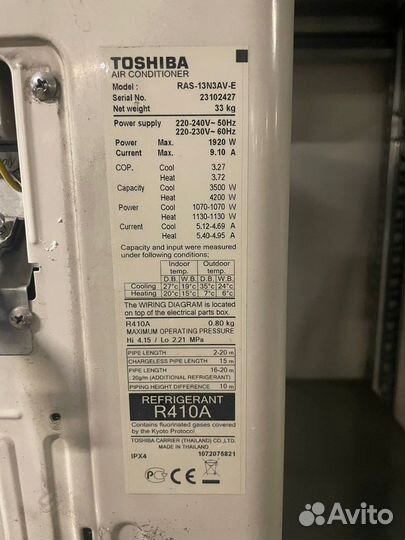 TOSHIBA
AIR CONDITIONER
Model : RAS-13N3AV-E
Serial No. 23102427
Net weight 33 kg
Power supply 220-240V~ 50Hz
220-230V~ 60Hz
Power Max. 1920 W
Current Max. 9.10 A
COP. Cool 3.27
Heat 3.72
Capacity Cool 3500 W
Heat 4200 W
Power Cool 1070-1070 W
Heat 1130-1130 W
Current Cool 5.12-4.69 A
Heat 5.40-4.95 A
Capacity and input were measured
under following conditions;
Indoor temp. Outdoor temp.
D.B. W.B. D.B. W.B.
Cooling 27°c 19°c 35°c 24°c
Heating 20°c 15°c 7°c 6°c
The WIRING DIAGRAM is located
on top of the electrical parts box.
R410A 0.80 kg
MAXIMUM OPERATING PRESSURE
Hi 4.15 / Lo 2.21 MPa
PIPE LENGTH 2-20 m
CHARGELESS PIPE LENGTH 15 m
PIPE LENGTH 16-20 m
20g/m (ADDITIONAL REFRIGERANT)
PIPING HEIGHT DIFFERENCE 10 m
REFRIGERANT
R410A
Contains fluorinated gases covered
by the Kyoto Protocol
TOSHIBA CARRIER (THAILAND) CO.,LTD.
MADE IN THAILAND
IPX4 1072075821
CE
Avito